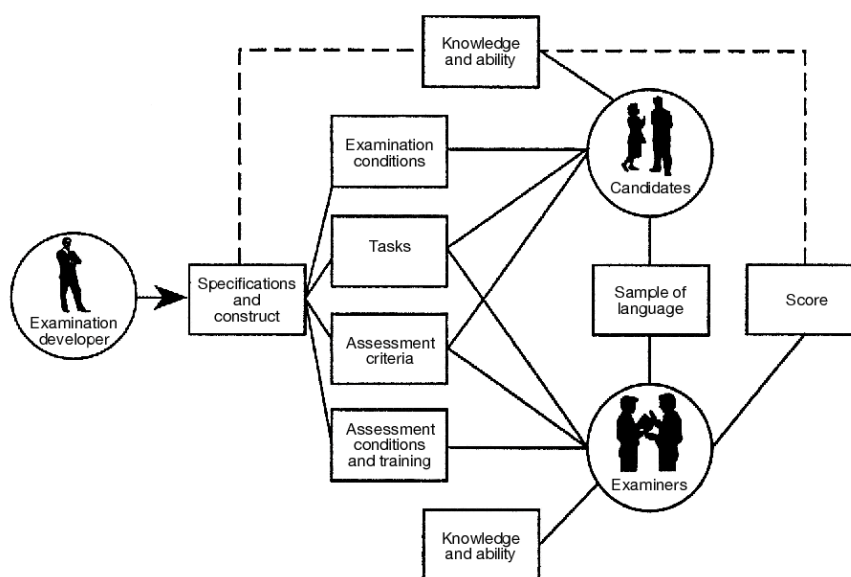 Knowledge
and ability
Examination
conditions
Candidates
Tasks
Examination
developer
Specifications
and
construct
Sample of
language
Score
Assessment
criteria
Assessment
conditions
and training
Examiners
Knowledge
and ability